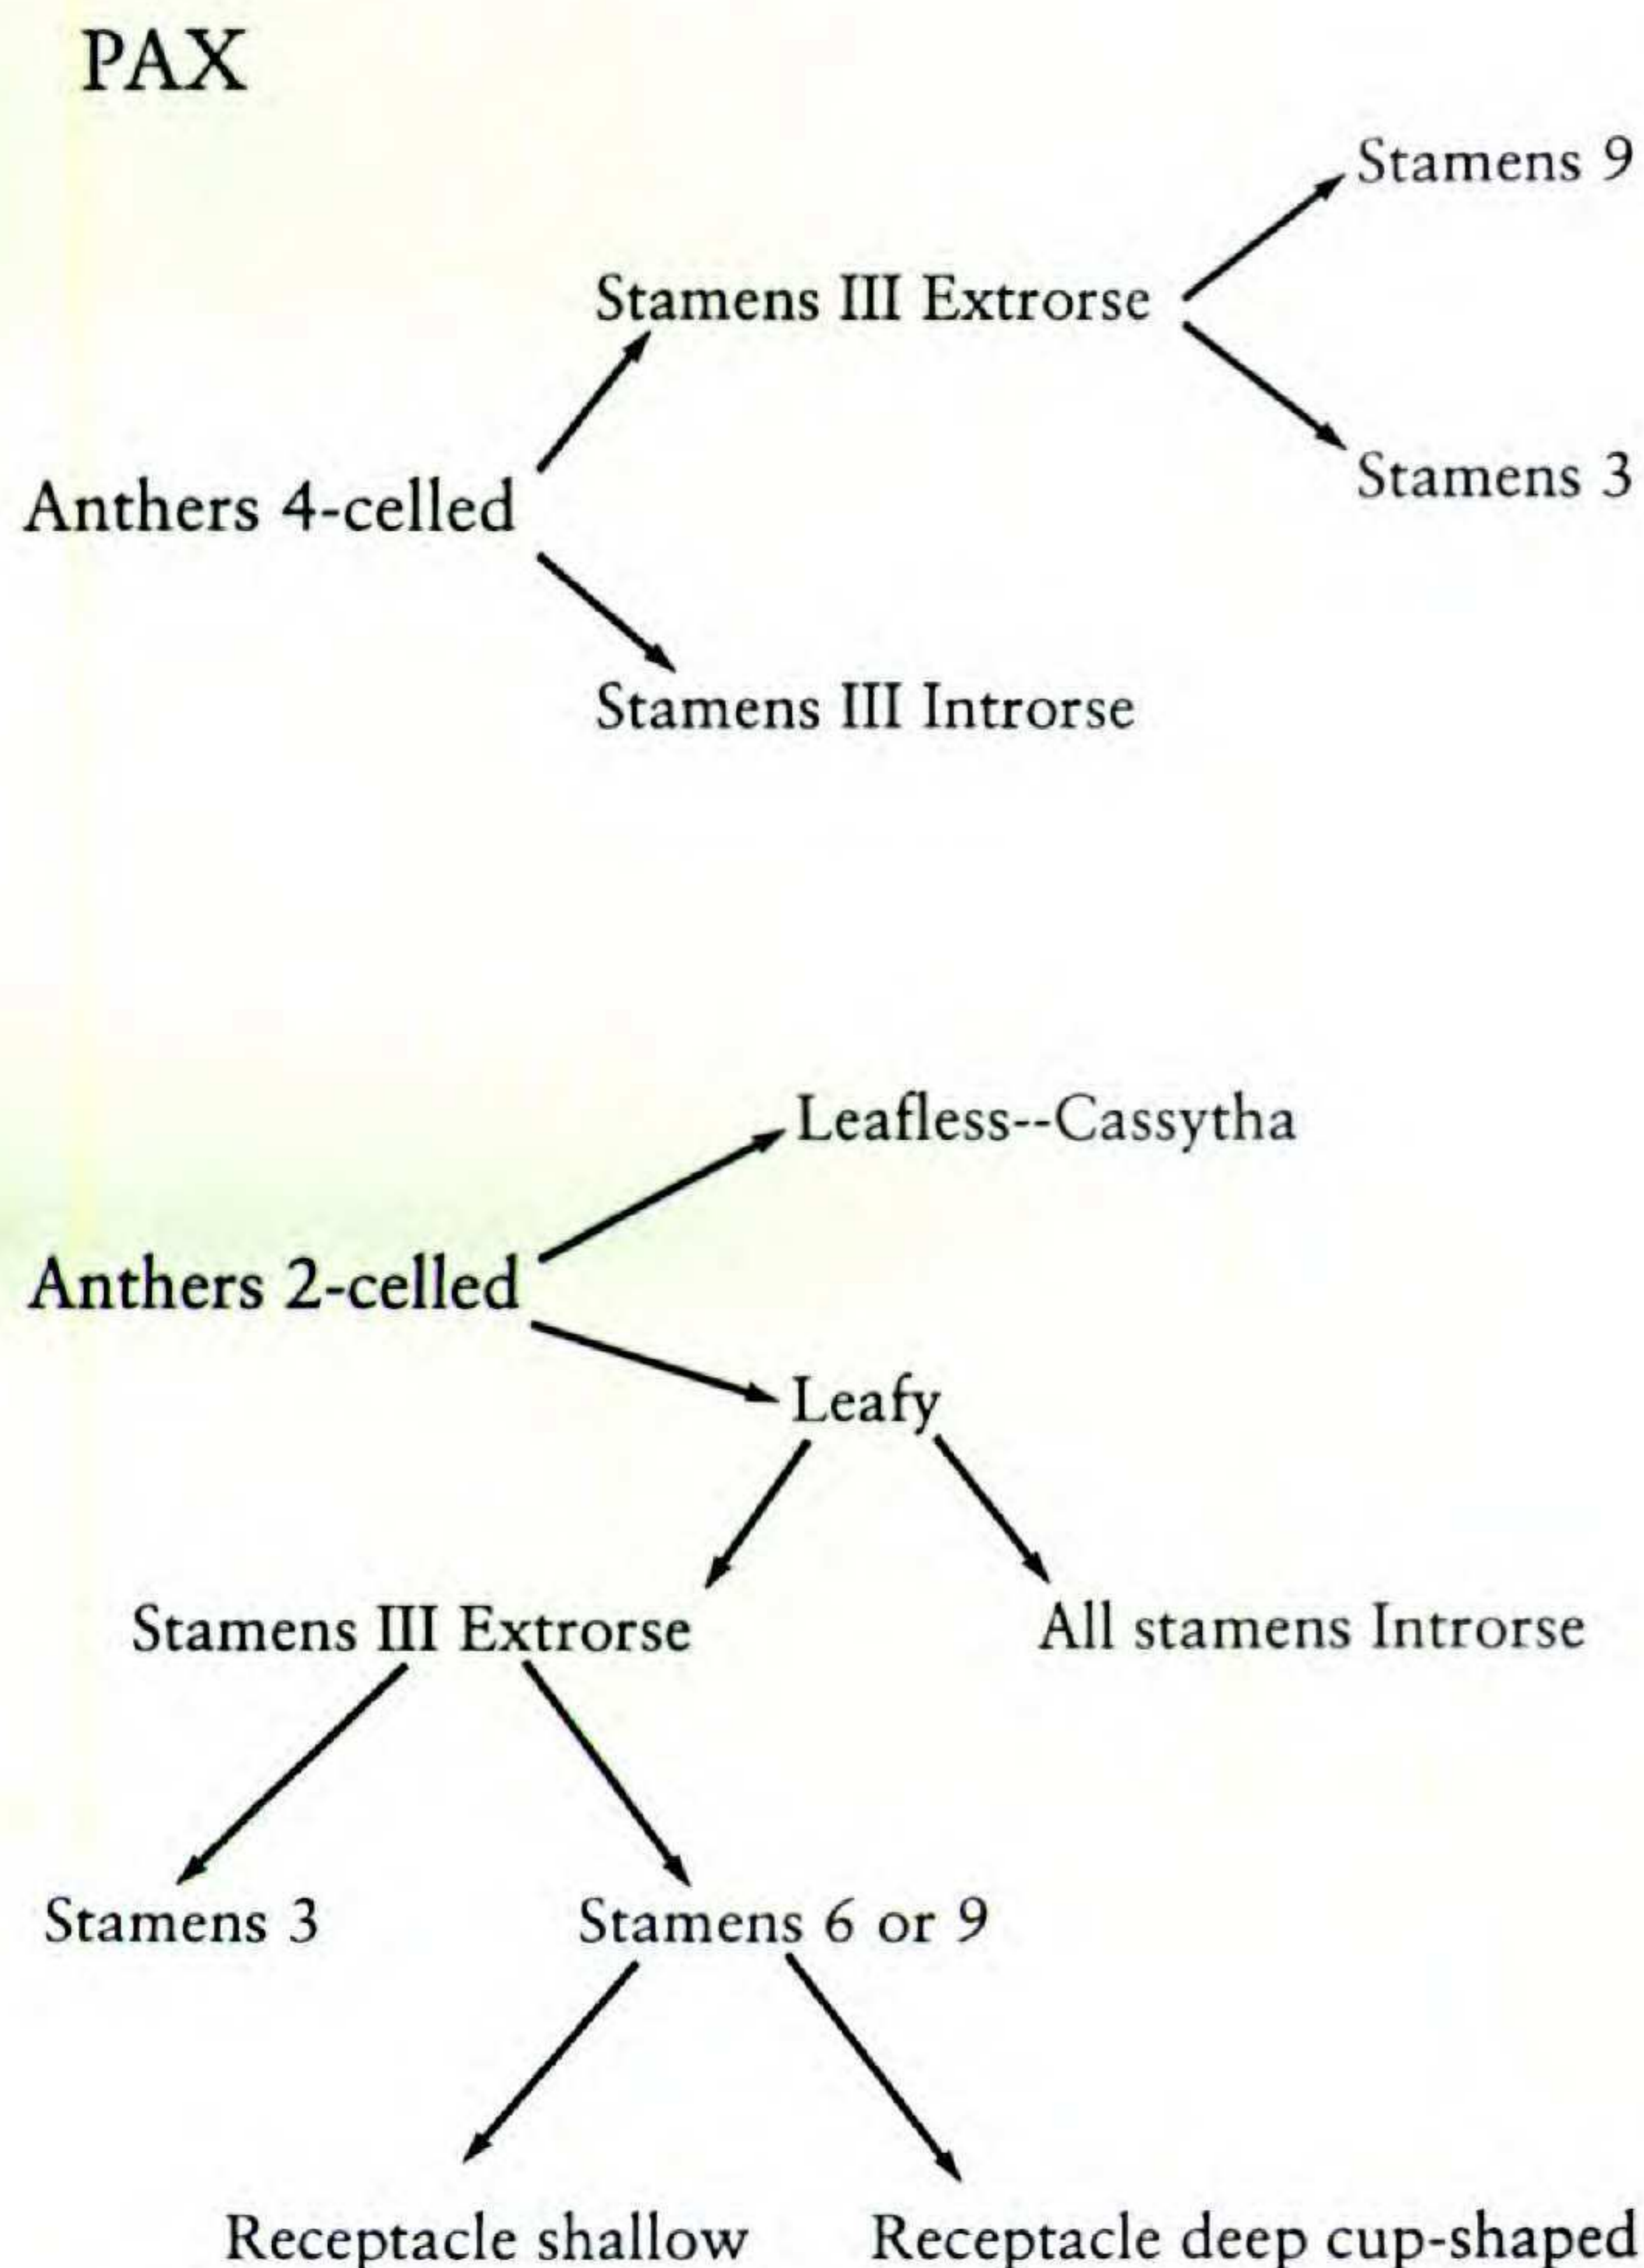 PAX
Stamens 9
Stamens III Extrorse
Stamens 3
Anthers 4-celled
Stamens III Introrse
Leafless--Cassytha
Anthers 2-celled
Leafy
Stamens III Extrorse
All stamens Introrse
Stamens 3
Stamens 6 or 9
Receptacle shallow
Receptacle deep cup-shaped